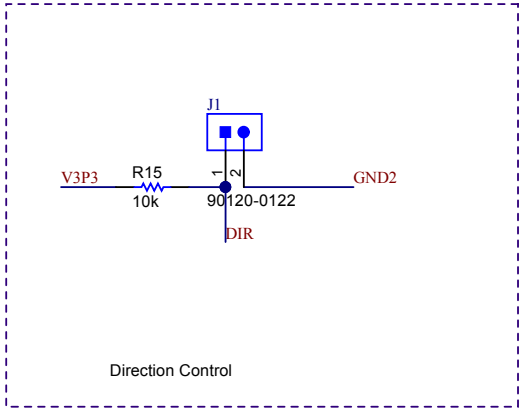 J1
1
2
V3P3
R15
10k
GND2
90120-0122
DIR
Direction Control